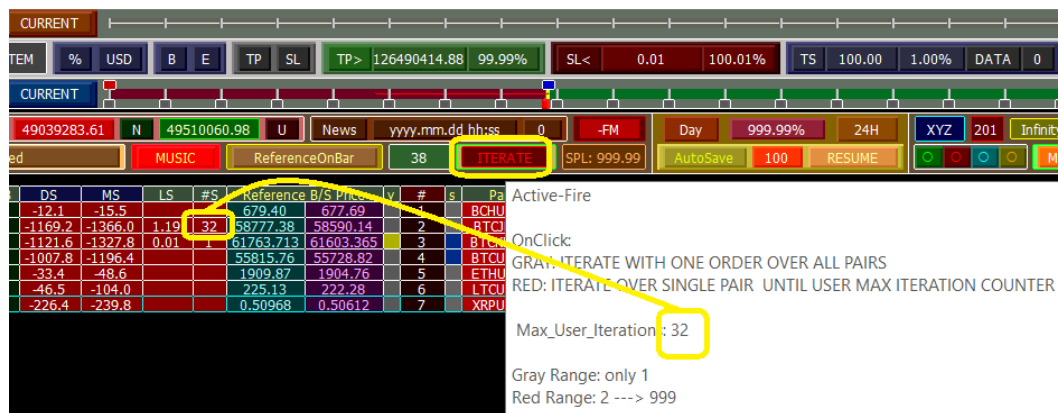 CURRENT
TEM % USD B E TP SL TP> 126490414.88 99.99% SL< 0.01 100.01% TS 100.00 1.00% DATA 0
CURRENT
49039283.61 N 49510060.98 U News yyyy.mm.dd hh:ss 0 -FM Day 999.99% 24H XYZ 201 Infinity
ed MUSIC ReferenceOnBar 38 ITERATE SPL: 999.99 AutoSave 100 RESUME M
DS MS LS #S Reference B/S Price v # s Pa
-12.1 -15.5 679.40 677.69 1 BCHU
-1169.2 -1366.0 1.19 32 58777.38 58590.14 2 BTCJ
-1121.6 -1327.8 0.01 1 61763.713 61603.365 3
-1007.8 -1196.4 55815.76 55728.82 4 BTCU
-33.4 -48.6 1909.87 1904.76 5 ETHU
-46.5 -104.0 225.13 222.28 6 LTCU
-226.4 -239.8 0.50968 0.50612 7 XRPU
Active-Fire
OnClick:
GRAY: ITERATE WITH ONE ORDER OVER ALL PAIRS
RED: ITERATE OVER SINGLE PAIR UNTIL USER MAX ITERATION COUNTER
Max_User_Iterations: 32
Gray Range: only 1
Red Range: 2 ---> 999